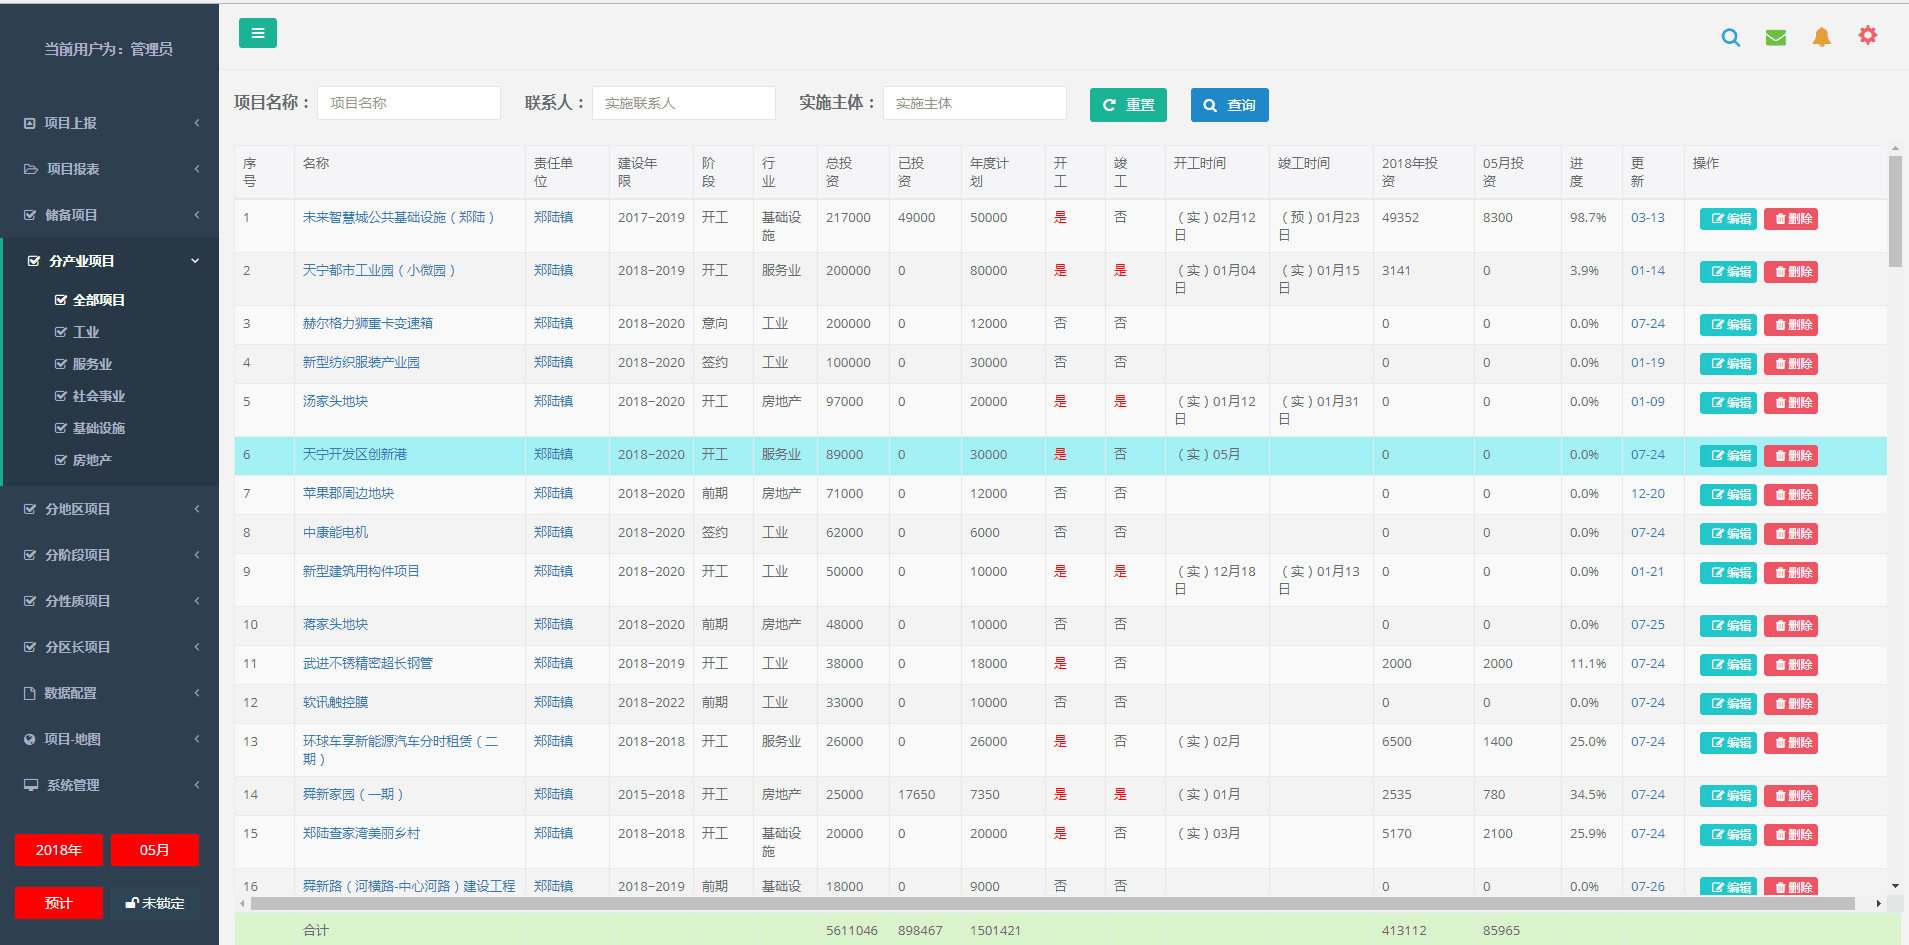 当前用户为：管理员
项目上报
项目报表
储备项目
分产业项目
全部项目
工业
服务业
社会事业
基础设施
房地产
分地区项目
分阶段项目
分性质项目
分区长项目
数据配置
项目-地图
系统管理
2018年 05月
预计 未锁定
项目名称： 项目名称 联系人： 实施联系人 实施主体： 实施主体 重置 查询
序号 名称 责任单位 建设年限 阶段 行业 总投资 已投资 年度计划 开工 竣工 开工时间 竣工时间 2018年投资 05月投资 进度 更新 操作
1 未来智慧城公共基础设施（郑陆） 郑陆镇 2017-2019 开工 基础设施 217000 49000 50000 是 否 （实）02月12日 （预）01月23日 49352 8300 98.7% 03-13 编辑 删除
2 天宁都市工业园（小微园） 郑陆镇 2018-2019 开工 服务业 200000 0 80000 是 是 （实）01月04日 （实）01月15日 3141 0 3.9% 01-14 编辑 删除
3 赫尔格力狮重卡变速箱 郑陆镇 2018-2020 意向 工业 200000 0 12000 否 否 0 0 0.0% 07-24 编辑 删除
4 新型纺织服装产业园 郑陆镇 2018-2020 签约 工业 100000 0 30000 否 否 0 0 0.0% 01-19 编辑 删除
5 汤家头地块 郑陆镇 2018-2020 开工 房地产 97000 0 20000 是 是 （实）01月12日 （实）01月31日 0 0 0.0% 01-09 编辑 删除
6 天宁开发区创新港 郑陆镇 2018-2020 开工 服务业 89000 0 30000 是 否 （实）05月 0 0 0.0% 07-24 编辑 删除
7 苹果郡周边地块 郑陆镇 2018-2020 前期 房地产 71000 0 12000 否 否 0 0 0.0% 12-20 编辑 删除
8 中康能电机 郑陆镇 2018-2020 签约 工业 62000 0 6000 否 否 0 0 0.0% 07-24 编辑 删除
9 新型建筑用构件项目 郑陆镇 2018-2020 开工 工业 50000 0 10000 是 是 （实）12月18日 （实）01月13日 0 0 0.0% 01-21 编辑 删除
10 蒋家头地块 郑陆镇 2018-2020 前期 房地产 48000 0 10000 否 否 0 0 0.0% 07-25 编辑 删除
11 武进不锈精密超长钢管 郑陆镇 2018-2019 开工 工业 38000 0 18000 是 否 2000 2000 11.1% 07-24 编辑 删除
12 软讯触控膜 郑陆镇 2018-2022 前期 工业 33000 0 10000 否 否 0 0 0.0% 07-24 编辑 删除
13 环球车享新能源汽车分时租赁（二期） 郑陆镇 2018-2018 开工 服务业 26000 0 26000 是 否 （实）02月 6500 1400 25.0% 07-24 编辑 删除
14 舜新家园（一期） 郑陆镇 2015-2018 开工 房地产 25000 17650 7350 是 是 （实）01月 2535 780 34.5% 07-24 编辑 删除
15 郑陆查家湾美丽乡村 郑陆镇 2018-2018 开工 基础设施 20000 0 20000 是 否 （实）03月 5170 2100 25.9% 07-24 编辑 删除
16 舜新路（河横路-中心河路）建设工程 郑陆镇 2018-2019 前期 基础设 18000 0 9000 否 否 0 0 0.0% 07-26 编辑 删除
合计 5611046 898467 1501421 413112 85965